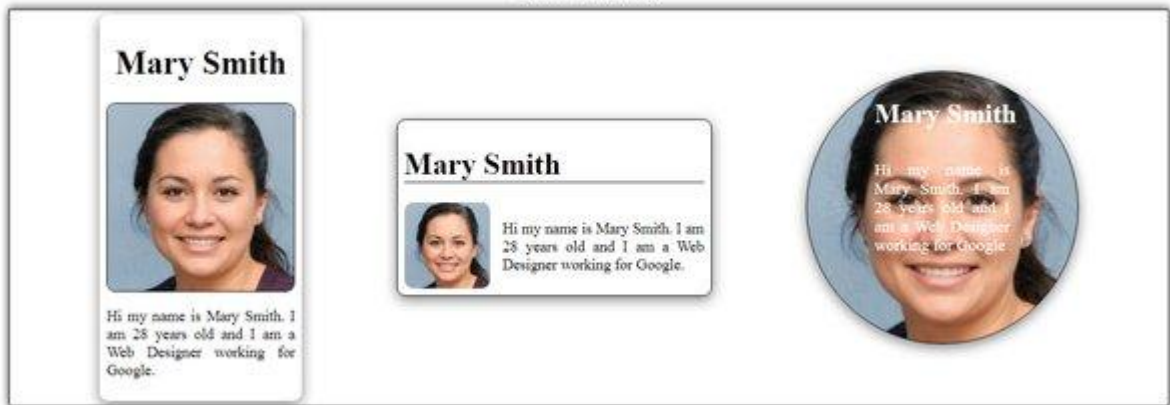 Mary Smith
Hi my name is Mary Smith. I
am 28 years old and I am a
Web Designer working for
Google.
Mary Smith
Hi my name is Mary Smith. I am
28 years old and I am a Web
Designer working for Google.
Mary Smith
Hi my name is
Mary Smith. I am
28 years old and I
am a Web Designer
working for Google